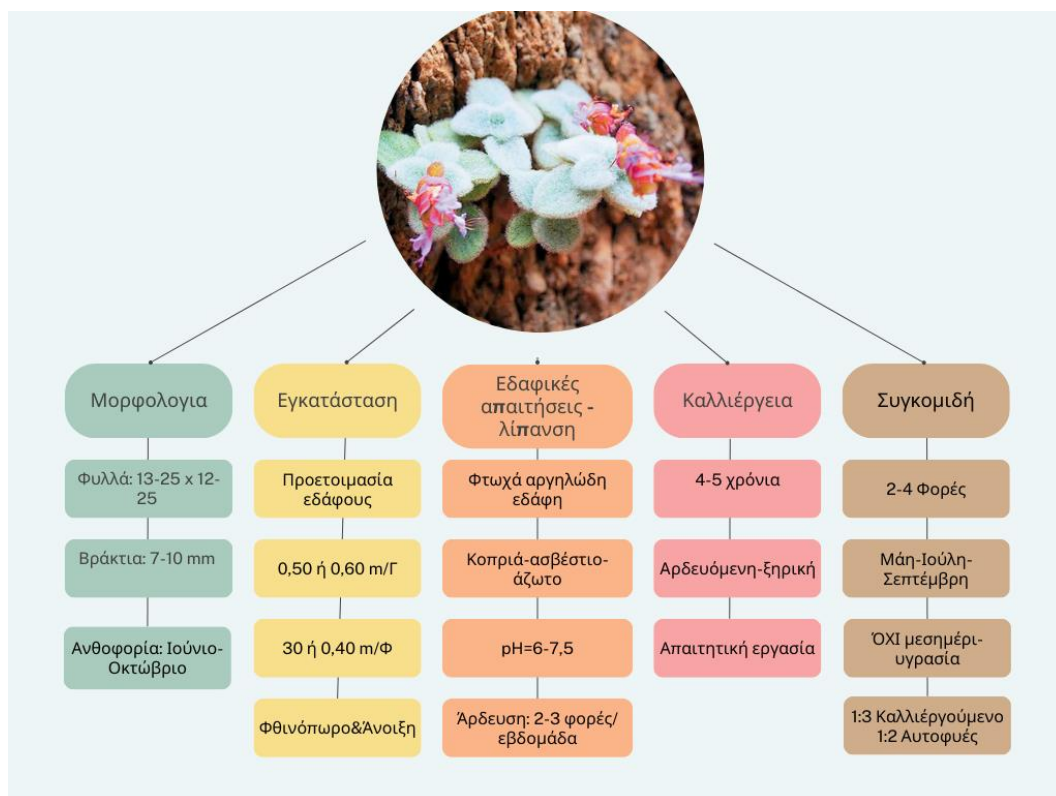 Μορφολογια
Φυλλά: 13-25 x 12-
25
Βράκτια: 7-10 mm
Ανθοφορία: Ιούνιο-
Οκτώβριο
Εγκατάσταση
Προετοιμασία
εδάφους
0,50 ή 0,60 m/Γ
30 ή 0,40 m/Φ
Φθινόπωρο&Άνοιξη
Εδαφικές
απαιτήσεις -
λίπανση
Φτωχά αργηλώδη
εδάφη
Κοπριά-ασβέστιο-
άζωτο
pH=6-7,5
Άρδευση: 2-3 φορές/
εβδομάδα
Καλλιέργεια
4-5 χρόνια
Αρδευόμενη-ξηρική
Απαιτητική εργασία
Συγκομιδή
2-4 Φορές
Μάη-Ιούλη-
Σεπτέμβρη
ΌΧΙ μεσημέρι-
υγρασία
1:3 Καλλιέργούμενο
1:2 Αυτοφυές